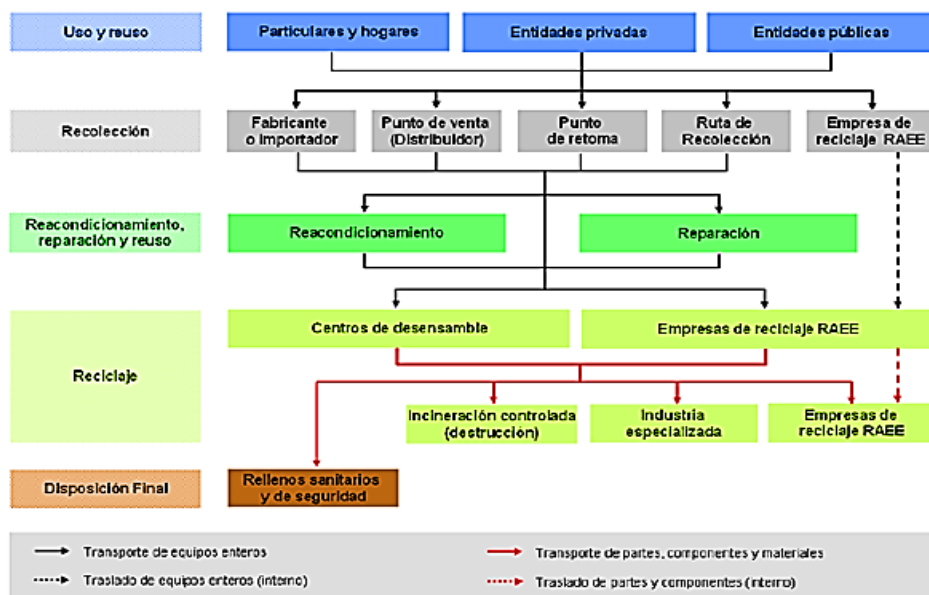 Uso y reuso
Particulares y hogares
Entidades privadas
Entidades públicas
Recolección
Fabricante
o Importador
Punto de venta
(Distribuidor)
Punto
de retoma
Ruta de
Recolección
Empresa de
reciclaje RAEE
Reacondicionamiento,
reparación y reuso
Reacondicionamiento
Reparación
Reciclaje
Centros de desensamble
Empresas de reciclaje RAEE
Incineración controlada
(destrucción)
Industria
especializada
Empresas de
reciclaje RAEE
Disposición Final
Rellenos sanitarios
y de seguridad
Transporte de equipos enteros
Transporte de partes, componentes y materiales
Traslado de equipos enteros (interno)
Traslado de partes y componentes (interno)